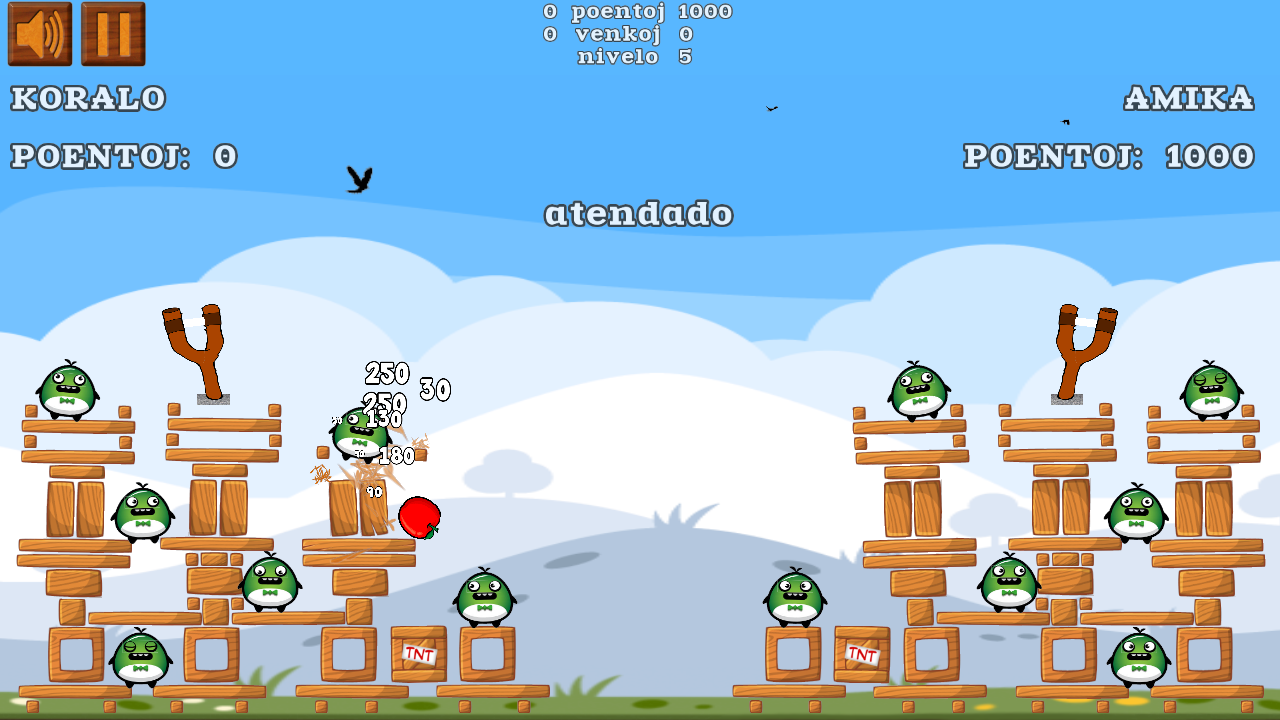 0 poentoj 1000
0 venkoj 0
nivelo 5
KORALO
AMIKA
POENTOJ: 0
POENTOJ: 1000
atendado
250
30
250
130
180
90
TNT
TNT